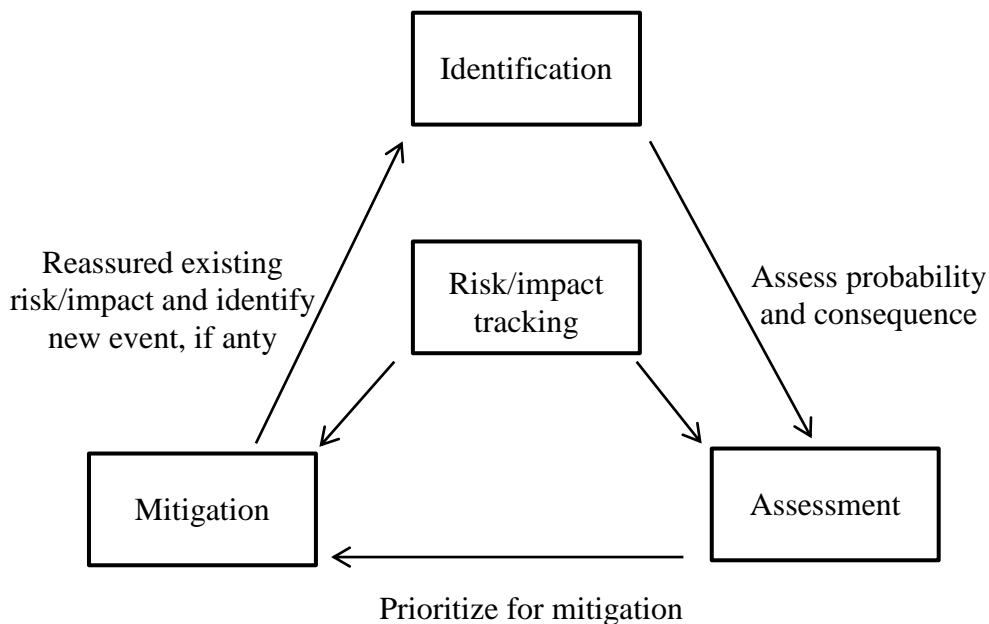 Identification
Reassured existing
risk/impact and identify
new event, if anty
Risk/impact
tracking
Assess probability
and consequence
Mitigation
Assessment
Prioritize for mitigation